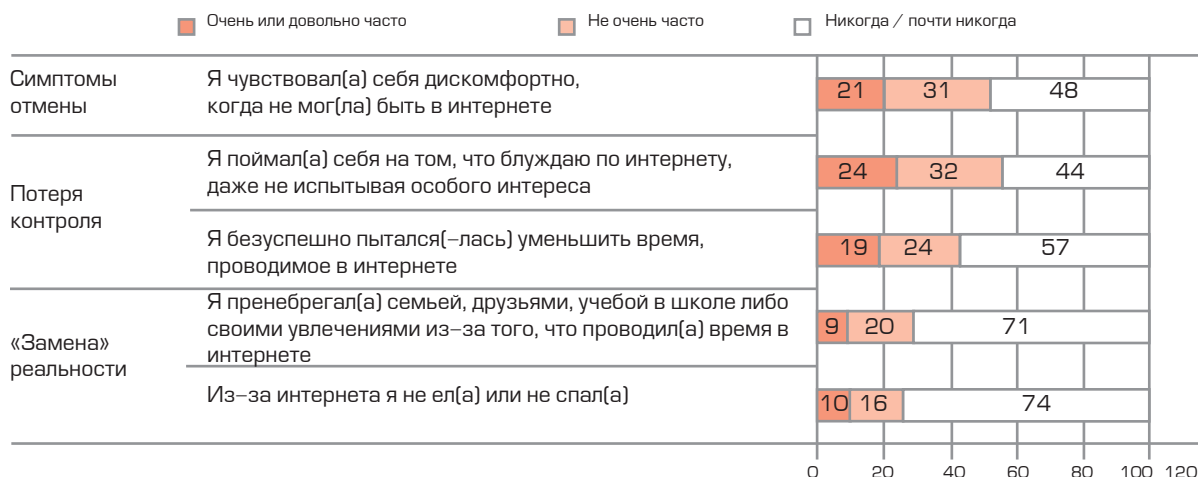 Очень или довольно часто
Не очень часто
Никогда / почти никогда
Симптомы
отмены
Я чувствовал(а) себя дискомфортно,
когда не мог(ла) быть в интернете
21 31 48
Потеря
контроля
Я поймал(а) себя на том, что блуждаю по интернету,
даже не испытывая особого интереса
24 32 44
Я безуспешно пытался(–лась) уменьшить время,
проводимое в интернете
19 24 57
«Замена»
реальности
Я пренебрегал(а) семьей, друзьями, учебой в школе либо
своими увлечениями из–за того, что проводил(а) время в
интернете
9 20 71
Из–за интернета я не ел(а) или не спал(а)
10 16 74
0 20 40 60 80 100 120